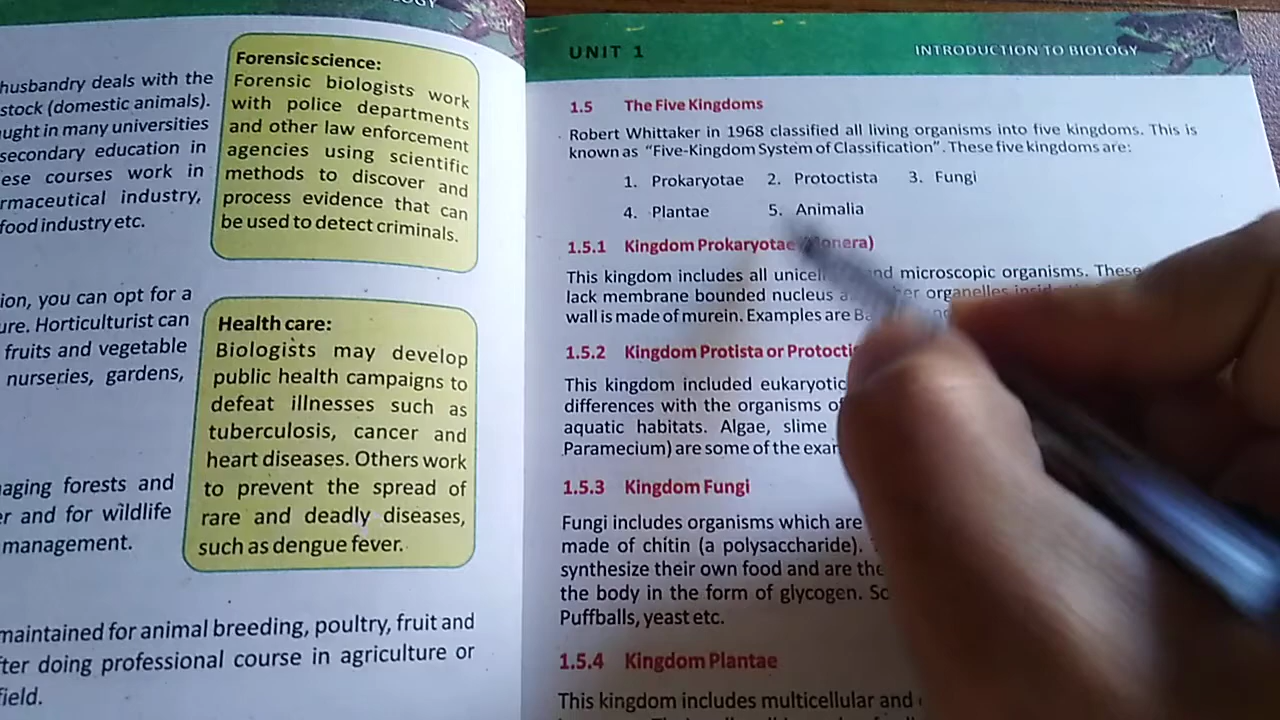 husbandry deals with the
stock (domestic animals).
ught in many universities
secondary education in
ese courses work in
rmaceutical industry,
food industry etc.
ion, you can opt for a
ure. Horticulturist can
fruits and vegetable
nurseries, gardens,
aging forests and
er and for wildlife
management.
maintained for animal breeding, poultry, fruit and
fter doing professional course in agriculture or
field.
Forensic science:
Forensic biologists work
with police departments
and other law enforcement
agencies using scientific
methods to discover and
process evidence that can
be used to detect criminals.
Health care:
Biologists may develop
public health campaigns to
defeat illnesses such as
tuberculosis, cancer and
heart diseases. Others work
to prevent the spread of
rare and deadly diseases,
such as dengue fever.
UNIT 1 INTRODUCTION TO BIOLOGY
1.5 The Five Kingdoms
Robert Whittaker in 1968 classified all living organisms into five kingdoms. This is
known as “Five-Kingdom System of Classification”. These five kingdoms are:
1. Prokaryotae 2. Protoctista 3. Fungi
4. Plantae 5. Animalia
1.5.1 Kingdom Prokaryotae (Monera)
This kingdom includes all unicel nd microscopic organisms. These
lack membrane bounded nucleus a her organelles
wall is made of murein. Examples are
1.5.2 Kingdom Protista or Protocti
This kingdom included eukaryotic
differences with the organisms of
aquatic habitats. Algae, slime
Paramecium) are some of the exa
1.5.3 Kingdom Fungi
Fungi includes organisms which are
made of chitin (a polysaccharide).
synthesize their own food and are the
the body in the form of glycogen. So
Puffballs, yeast etc.
1.5.4 Kingdom Plantae
This kingdom includes multicellular and